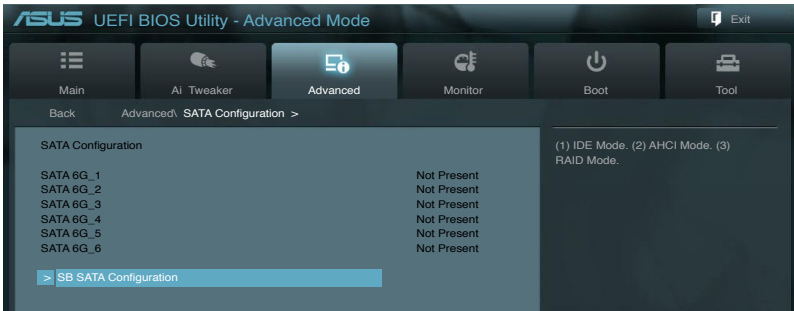 ASUS UEFI BIOS Utility - Advanced Mode
Exit
Main Ai Tweaker Advanced Monitor Boot Tool
Back Advanced\ SATA Configuration >
SATA Configuration
SATA 6G_1 Not Present
SATA 6G_2 Not Present
SATA 6G_3 Not Present
SATA 6G_4 Not Present
SATA 6G_5 Not Present
SATA 6G_6 Not Present
> SB SATA Configuration
(1) IDE Mode. (2) AHCI Mode. (3)
RAID Mode.